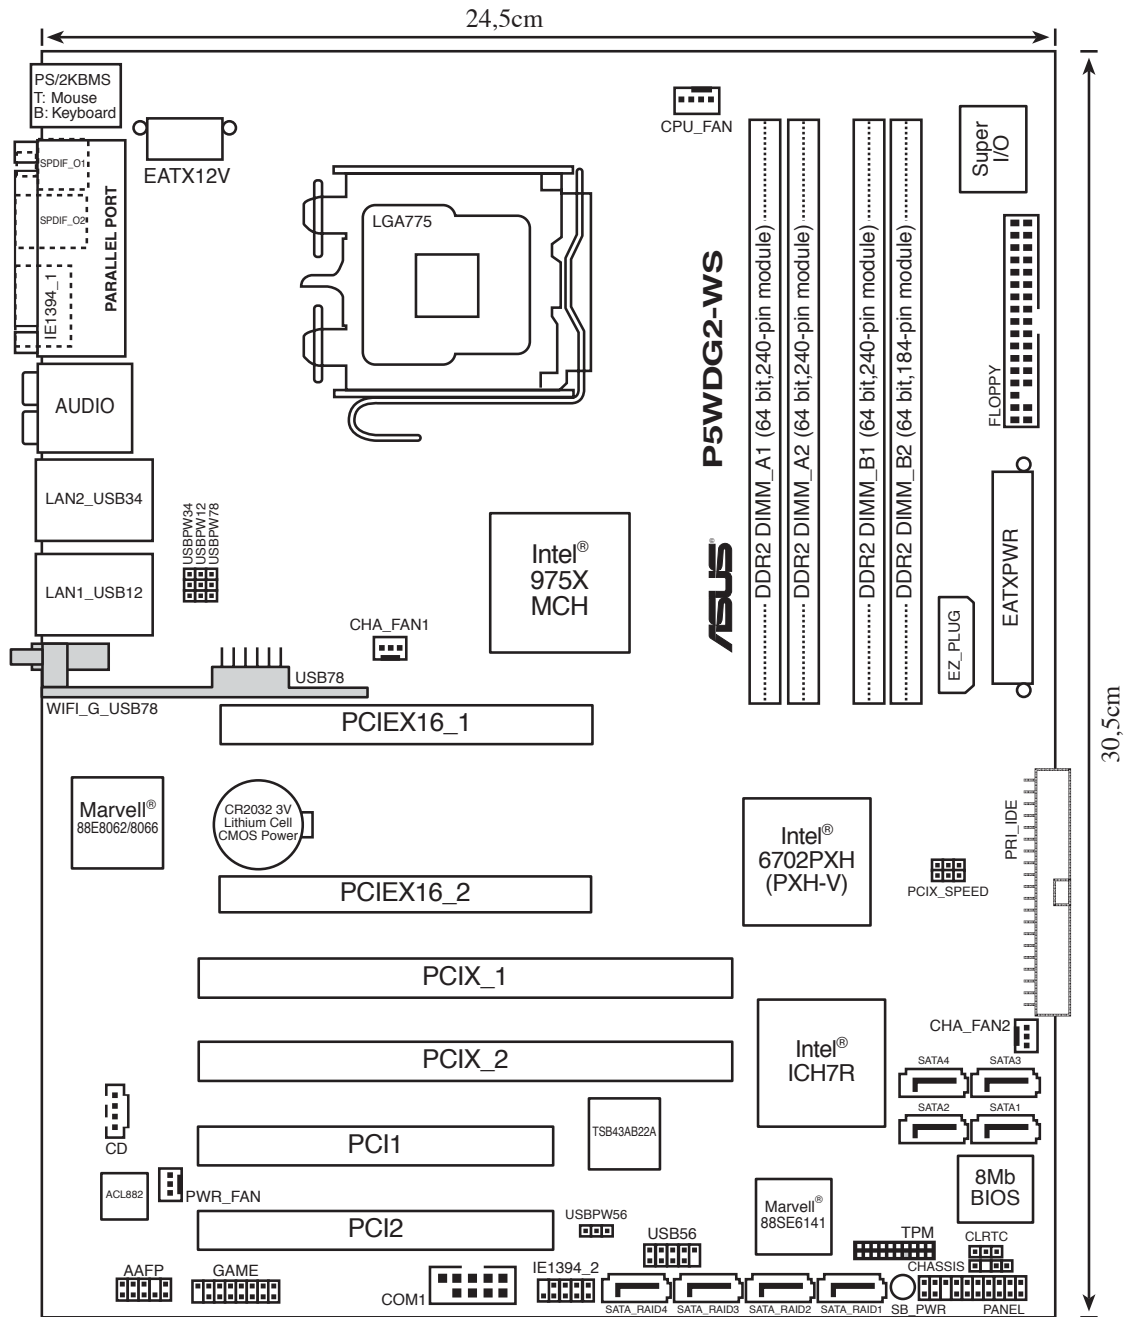 24,5cm
PS/2KBMS
T: Mouse
B: Keyboard
CPU_FAN
Super
I/O
EATX12V
SPDIF_O1
SPDIF_O2
IE1394_1
PARALLEL PORT
LGA775
P5WDG2-WS
ASUS®
DDR2 DIMM_A1 (64 bit,240-pin module)
DDR2 DIMM_A2 (64 bit,240-pin module)
DDR2 DIMM_B1 (64 bit,240-pin module)
DDR2 DIMM_B2 (64 bit,184-pin module)
FLOPPY
AUDIO
LAN2_USB34
LAN1_USB12
USBPW34
USBPW12
USBPW78
Intel®
975X
MCH
EATXPWR
EZ_PLUG
CHA_FAN1
USB78
WIFI_G_USB78
30,5cm
PCIEX16_1
Marvell®
88E8062/8066
CR2032 3V
Lithium Cell
CMOS Power
Intel®
6702PXH
(PXH-V)
PCIX_SPEED
PRI_IDE
PCIEX16_2
PCIX_1
PCIX_2
Intel®
ICH7R
CHA_FAN2
SATA4
SATA3
SATA2
SATA1
CD
PCI1
TSB43AB22A
ACL882
PWR_FAN
8Mb
BIOS
Marvell®
88SE6141
PCI2
USBPW56
USB56
TPM
CLRTC
CHASSIS
AAFP
GAME
COM1
IE1394_2
SATA_RAID4
SATA_RAID3
SATA_RAID2
SATA_RAID1
SB_PWR
PANEL